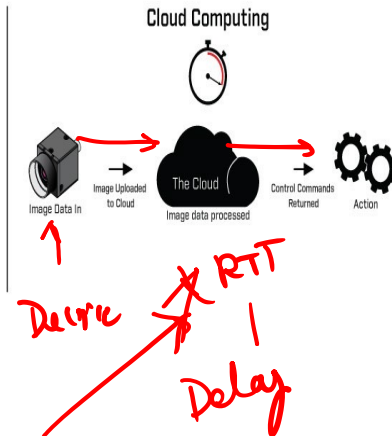 Cloud Computing
The Cloud
Image Data In
Image Uploaded
to Cloud
Image data processed
Control Commands
Returned
Action
RTT
Delay